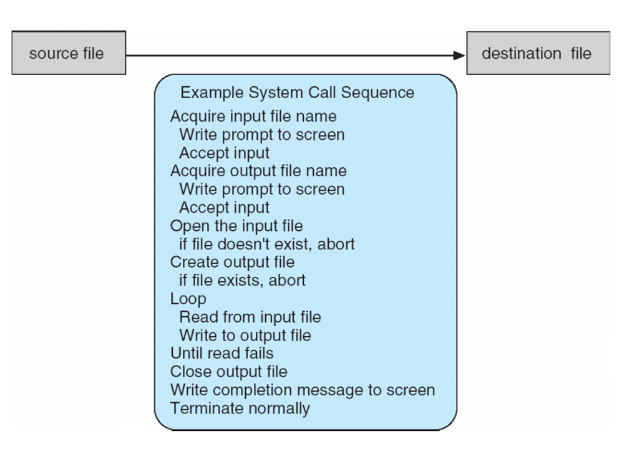 source file
destination file
Example System Call Sequence
Acquire input file name
Write prompt to screen
Accept input
Acquire output file name
Write prompt to screen
Accept input
Open the input file
if file doesn't exist, abort
Create output file
if file exists, abort
Loop
Read from input file
Write to output file
Until read fails
Close output file
Write completion message to screen
Terminate normally